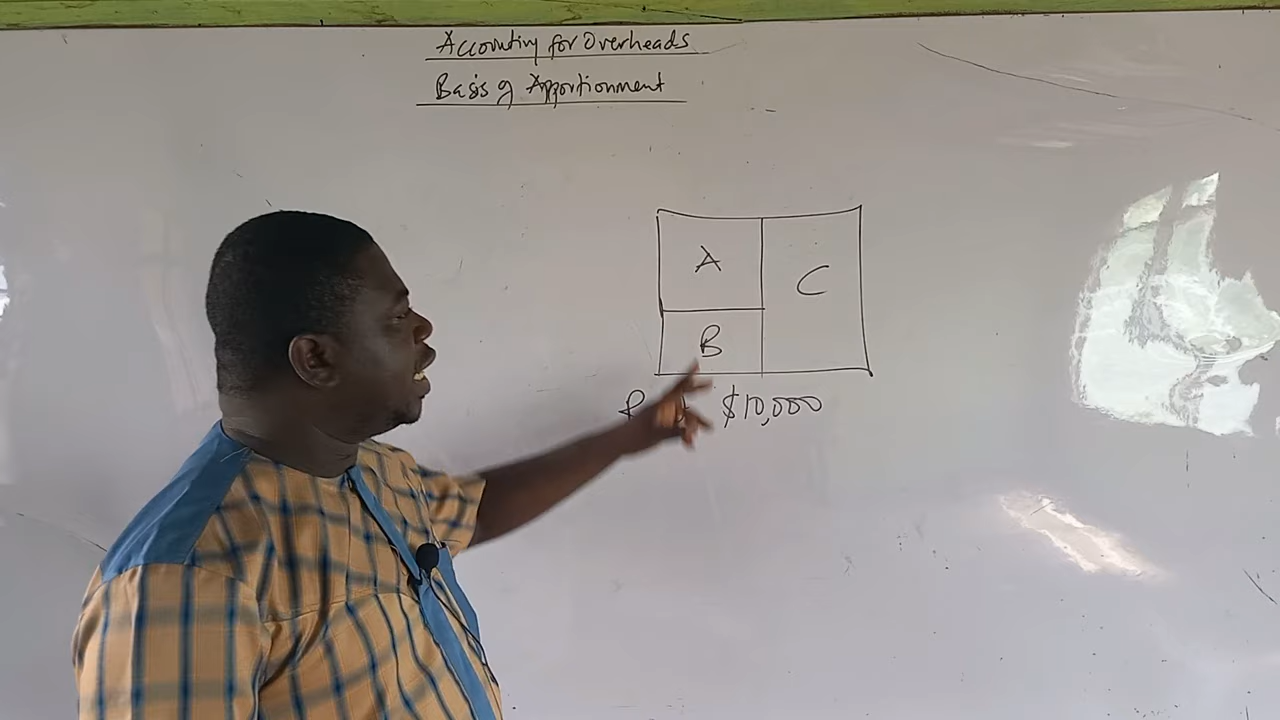 Accounting for Overheads
Basis of Apportionment
A
C
B
$10,000